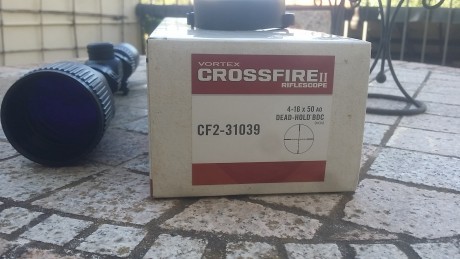 VORTEX
CROSSFIRE II
RIFLESCOPE
4-16 x 50 AO
DEAD-HOLD BDC
CF2-31039